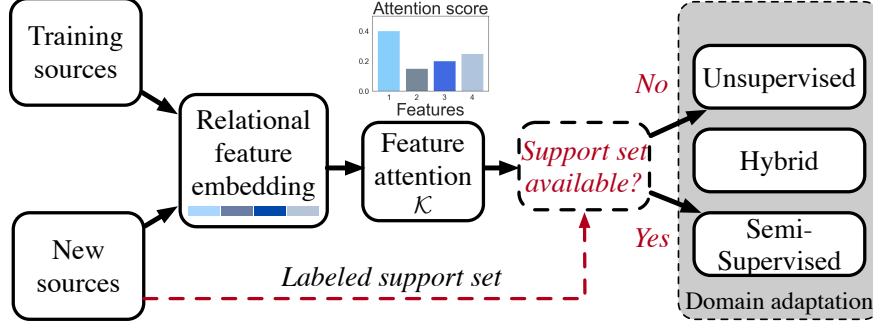 Training
sources
Attention score
0.4
0.2
0.0
1 2 3 4
Features
Relational
feature
embedding
Feature
attention
𝒦
Support set
available?
No
Yes
Unsupervised
Hybrid
Semi-
Supervised
Domain adaptation
New
sources
Labeled support set